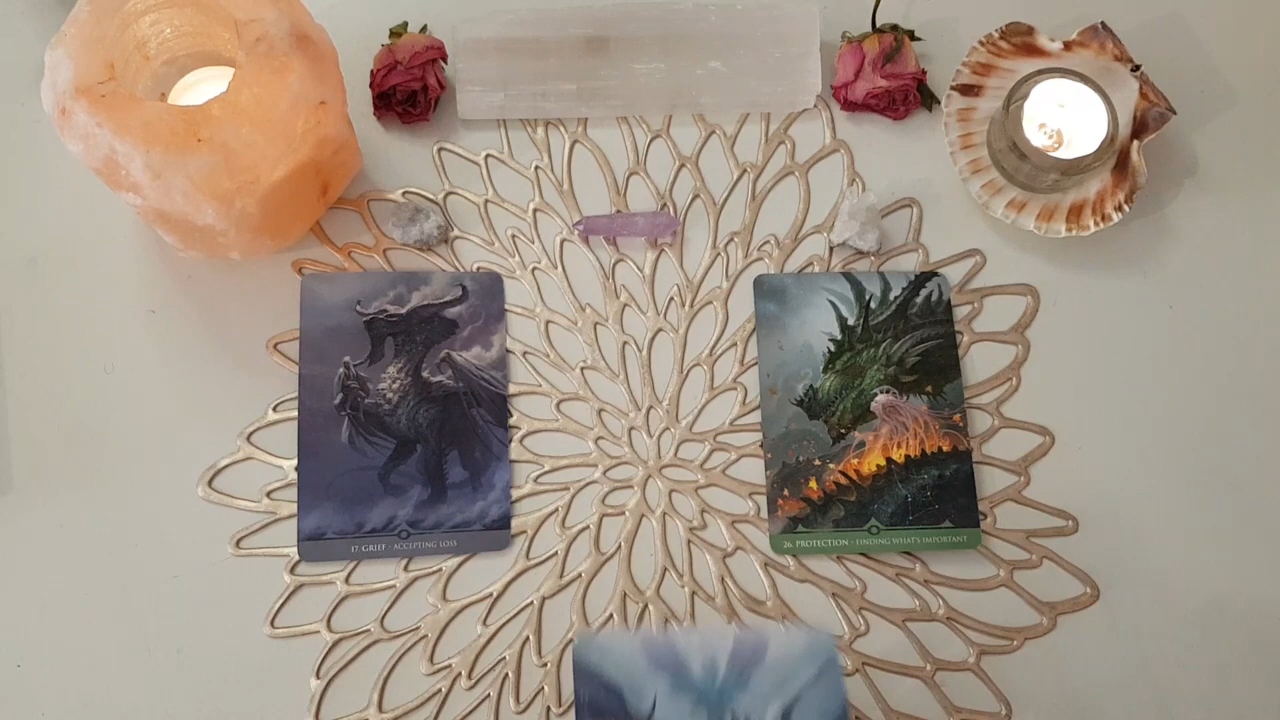 17. GRIEF · ACCEPTING LOSS
26. PROTECTION · FINDING WHAT'S IMPORTANT